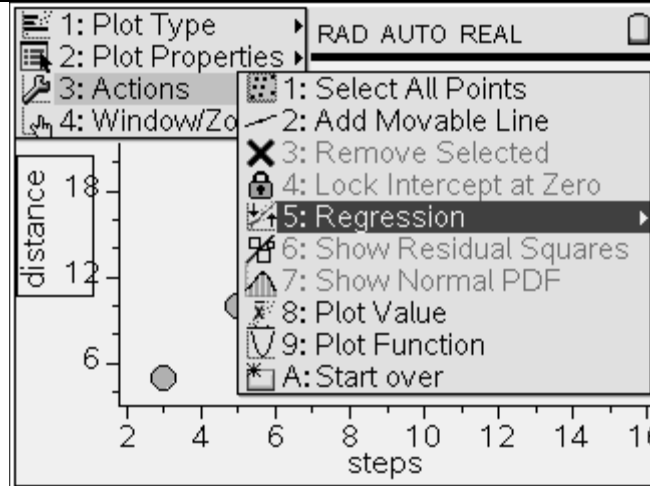 1: Plot Type
RAD AUTO REAL
2: Plot Properties
3: Actions
4: Window/Zo
1: Select All Points
2: Add Movable Line
3: Remove Selected
4: Lock Intercept at Zero
5: Regression
6: Show Residual Squares
7: Show Normal PDF
8: Plot Value
9: Plot Function
A: Start over
distance
18
12
6
2 4 6 8 10 12 14 1
steps